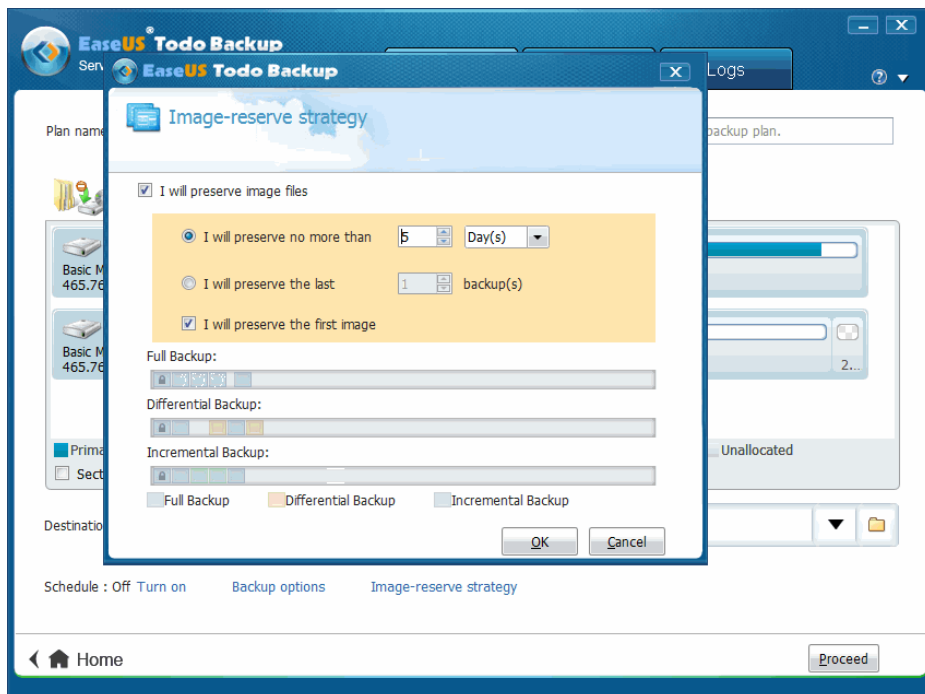 EaseUS® Todo Backup
Serv
Logs
EaseUS Todo Backup
Image-reserve strategy
Plan name
backup plan.
I will preserve image files
I will preserve no more than 5 Day(s)
I will preserve the last 1 backup(s)
I will preserve the first image
Basic M
465.76
Basic M
465.76
2...
Full Backup:
Differential Backup:
Incremental Backup:
Full Backup Differential Backup Incremental Backup
Prima
Unallocated
Sect
OK Cancel
Destinatio
Schedule : Off Turn on Backup options Image-reserve strategy
Home
Proceed